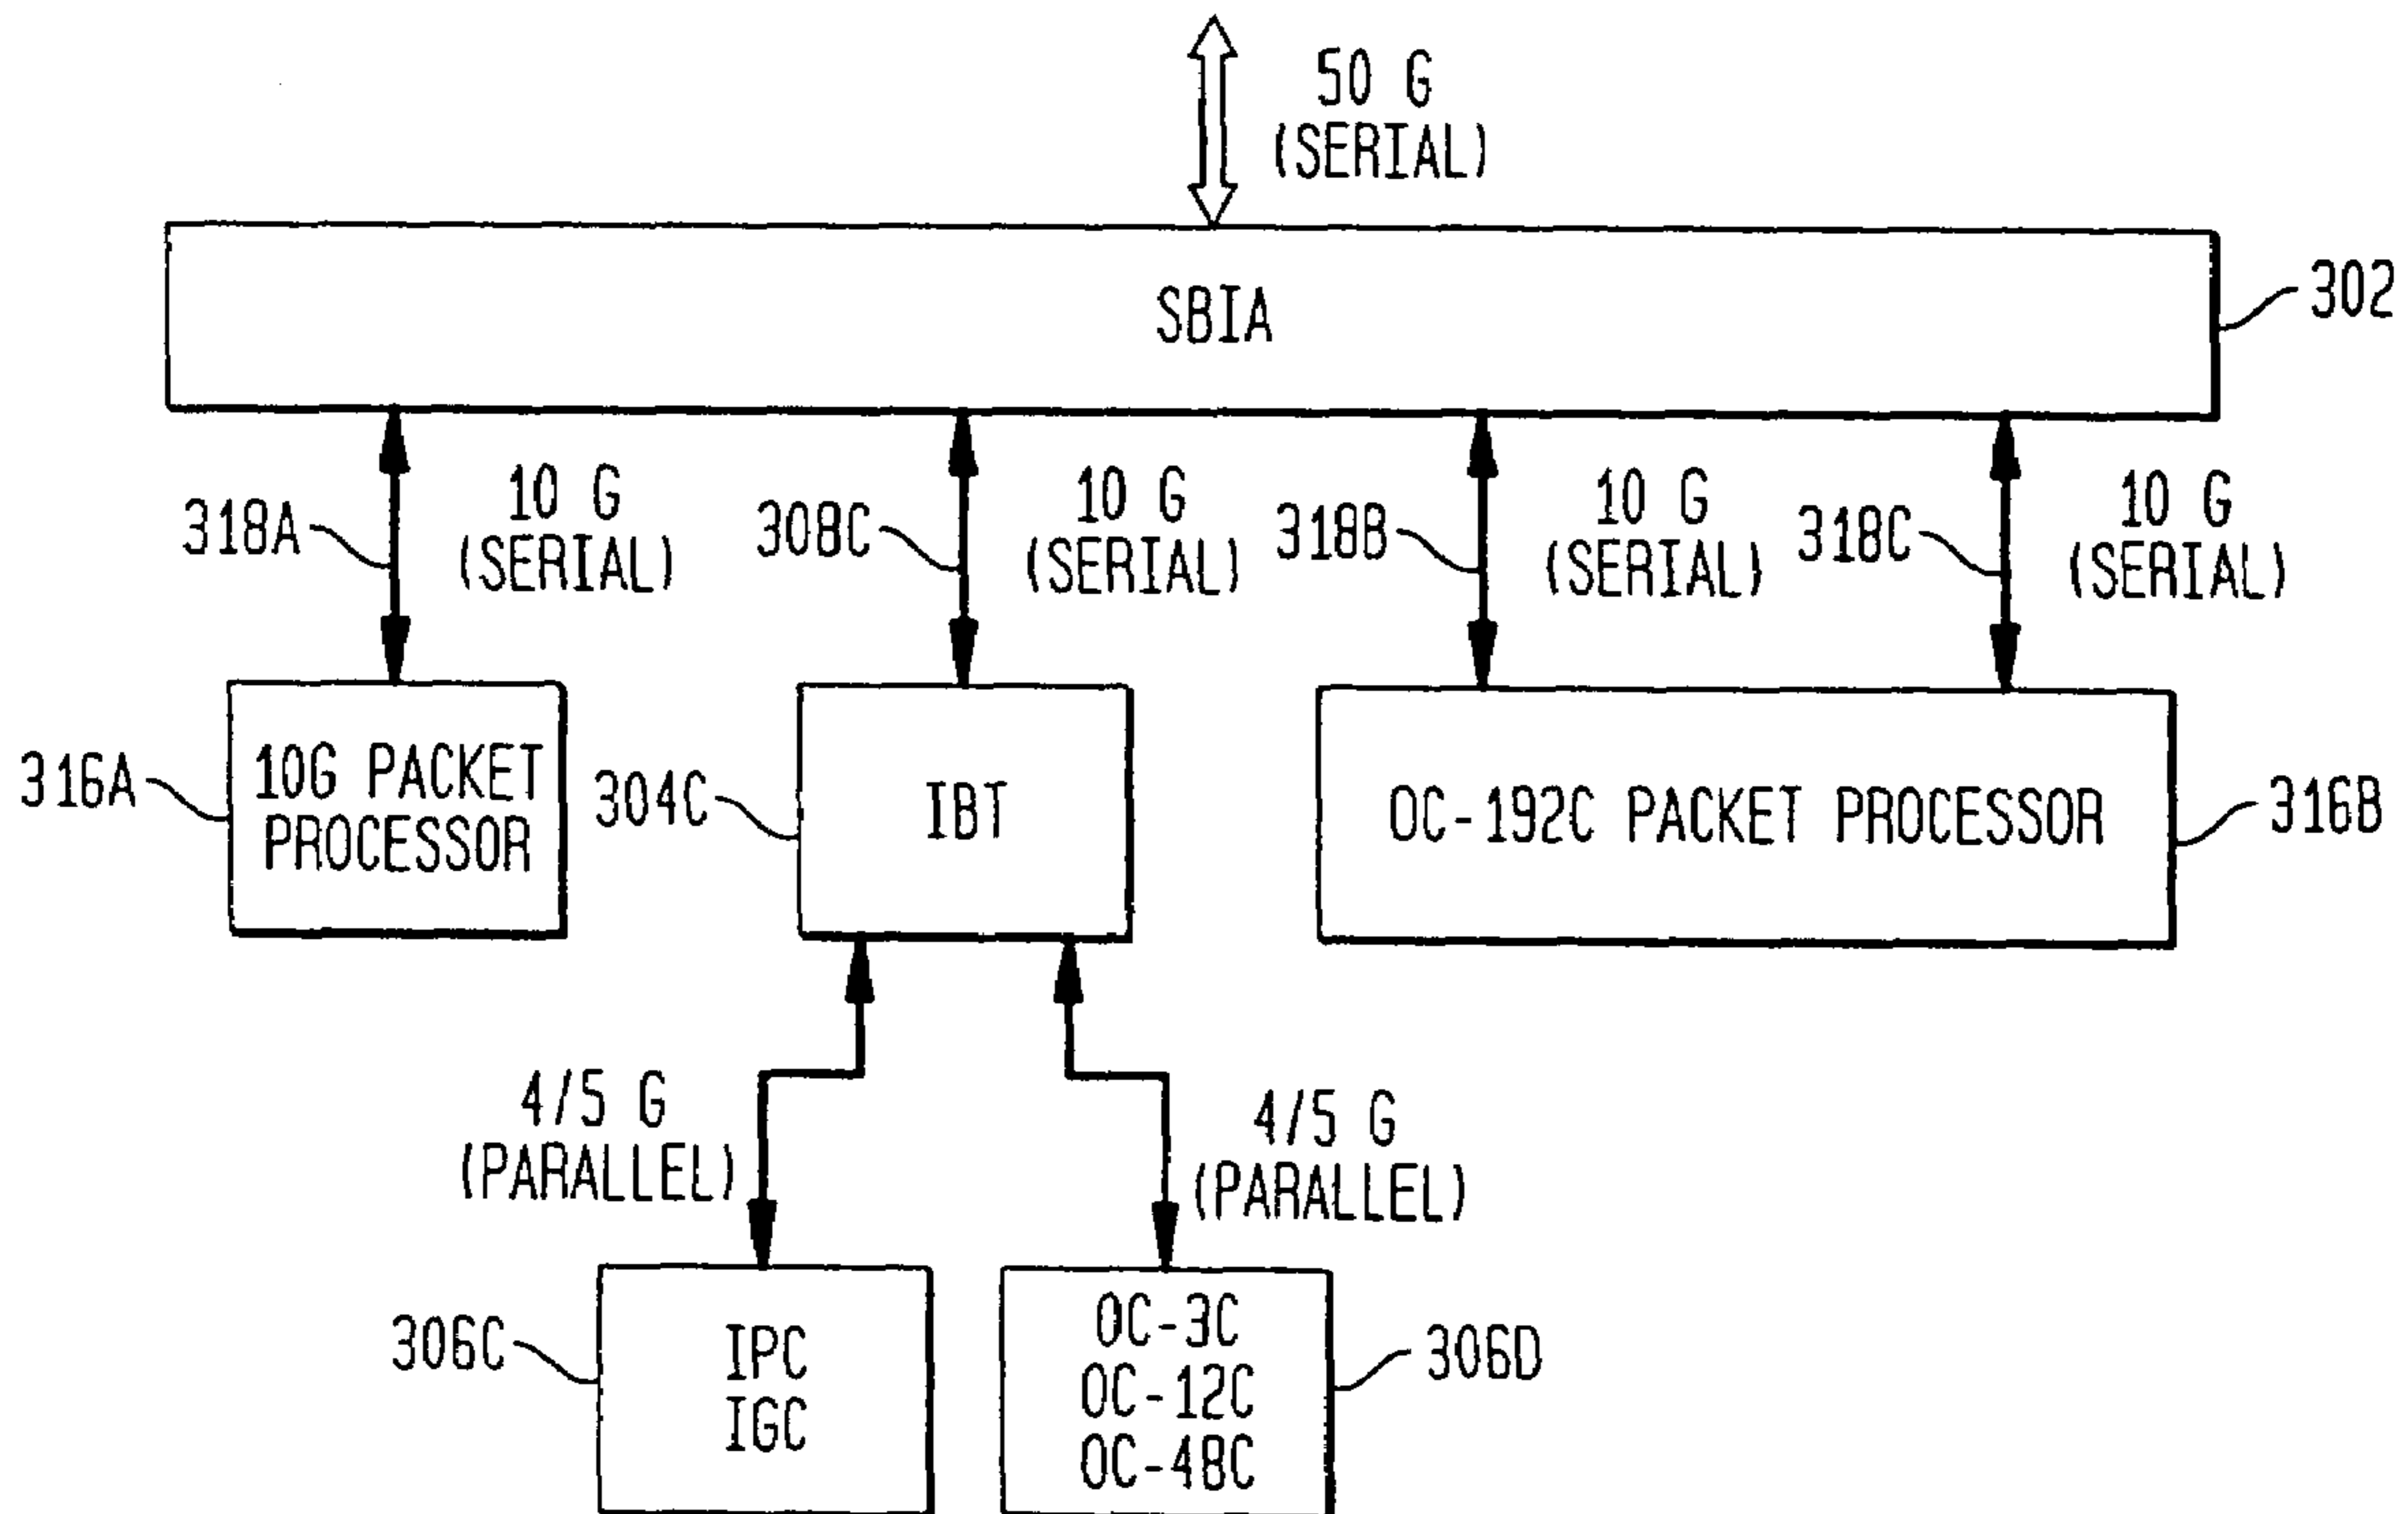 50 G
(SERIAL)
SBIA
302
318A
10 G
(SERIAL)
308C
10 G
(SERIAL)
318B
10 G
(SERIAL)
318C
10 G
(SERIAL)
316A
10G PACKET
PROCESSOR
304C
IBT
OC-192C PACKET PROCESSOR
316B
4/5 G
(PARALLEL)
4/5 G
(PARALLEL)
306C
IPC
IGC
OC-3C
OC-12C
OC-48C
306D